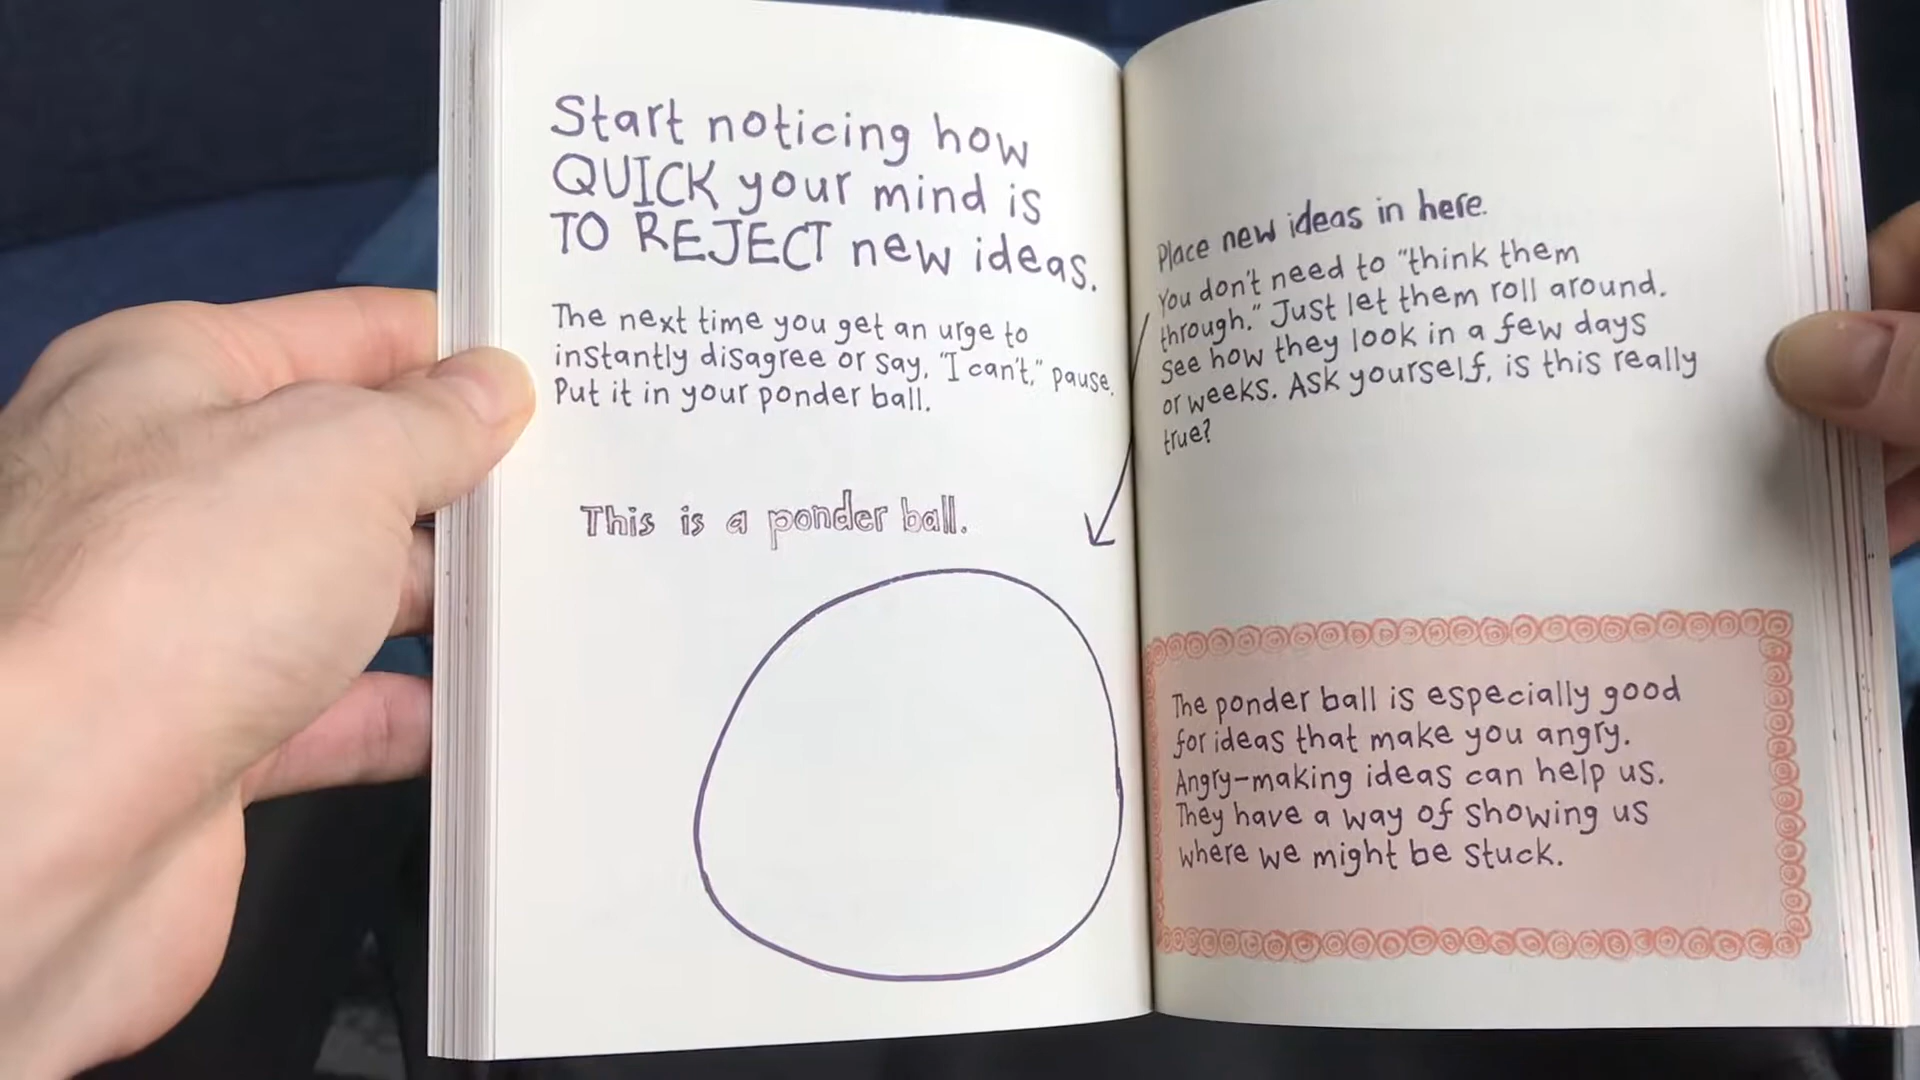 Start noticing how
QUICK your mind is
TO REJECT new ideas.
The next time you get an urge to
instantly disagree or say, "I can't," pause.
Put it in your ponder ball.
This is a ponder ball.
Place new ideas in here.
You don't need to "think them
through." Just let them roll around.
See how they look in a few days
or weeks. Ask yourself, is this really
true?
The ponder ball is especially good
for ideas that make you angry.
Angry-making ideas can help us.
They have a way of showing us
where we might be stuck.